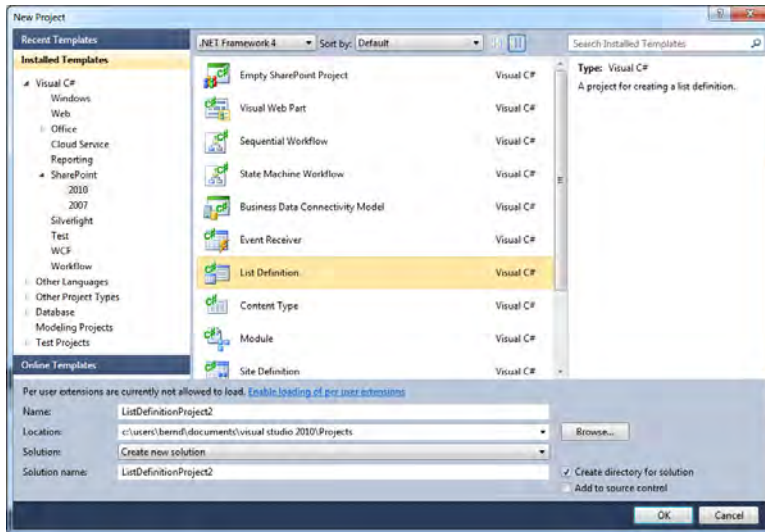 New Project
Recent Templates
.NET Framework 4 Sort by: Default Search Installed Templates
Installed Templates
Visual C#
Windows
Web
Office
Cloud Service
Reporting
SharePoint
2010
2007
Silverlight
Test
WCF
Workflow
Other Languages
Other Project Types
Database
Modeling Projects
Test Projects
Online Templates
Empty SharePoint Project Visual C#
Visual Web Part Visual C#
Sequential Workflow Visual C#
State Machine Workflow Visual C#
Business Data Connectivity Model Visual C#
Event Receiver Visual C#
List Definition Visual C#
Content Type Visual C#
Module Visual C#
Site Definition Visual C#
Type: Visual C#
A project for creating a list definition.
Per user extensions are currently not allowed to load. Enable loading of per user extensions
Name: ListDefinitionProject2
Location: c:\users\bernd\documents\visual studio 2010\Projects Browse...
Solution: Create new solution
Solution name: ListDefinitionProject2
Create directory for solution
Add to source control
OK Cancel